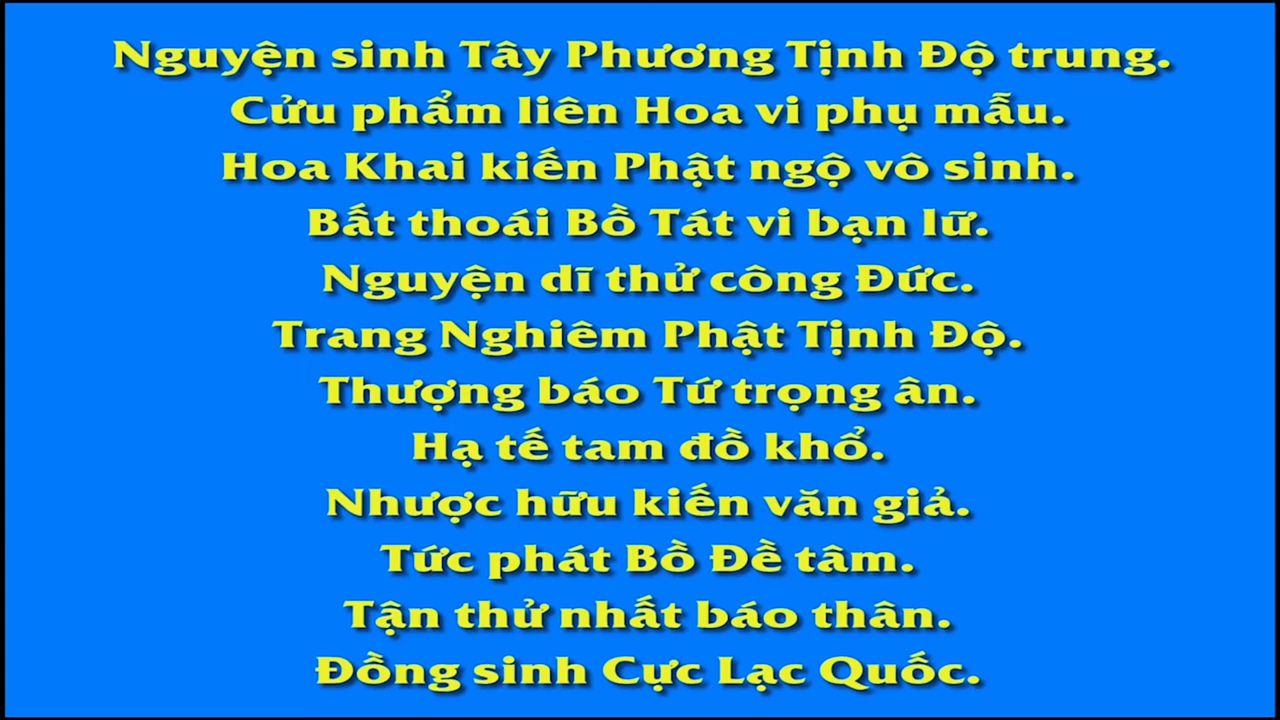 Nguyện sinh Tây Phương Tịnh Độ trung.
Cửu phẩm liên Hoa vi phụ mẫu.
Hoa Khai kiến Phật ngộ vô sinh.
Bất thoái Bồ Tát vi bạn lữ.
Nguyện dĩ thử công Đức.
Trang Nghiêm Phật Tịnh Độ.
Thượng báo Tứ trọng ân.
Hạ tế tam đồ khổ.
Nhược hữu kiến văn giả.
Tức phát Bồ Đề tâm.
Tận thử nhất báo thân.
Đồng sinh Cực Lạc Quốc.